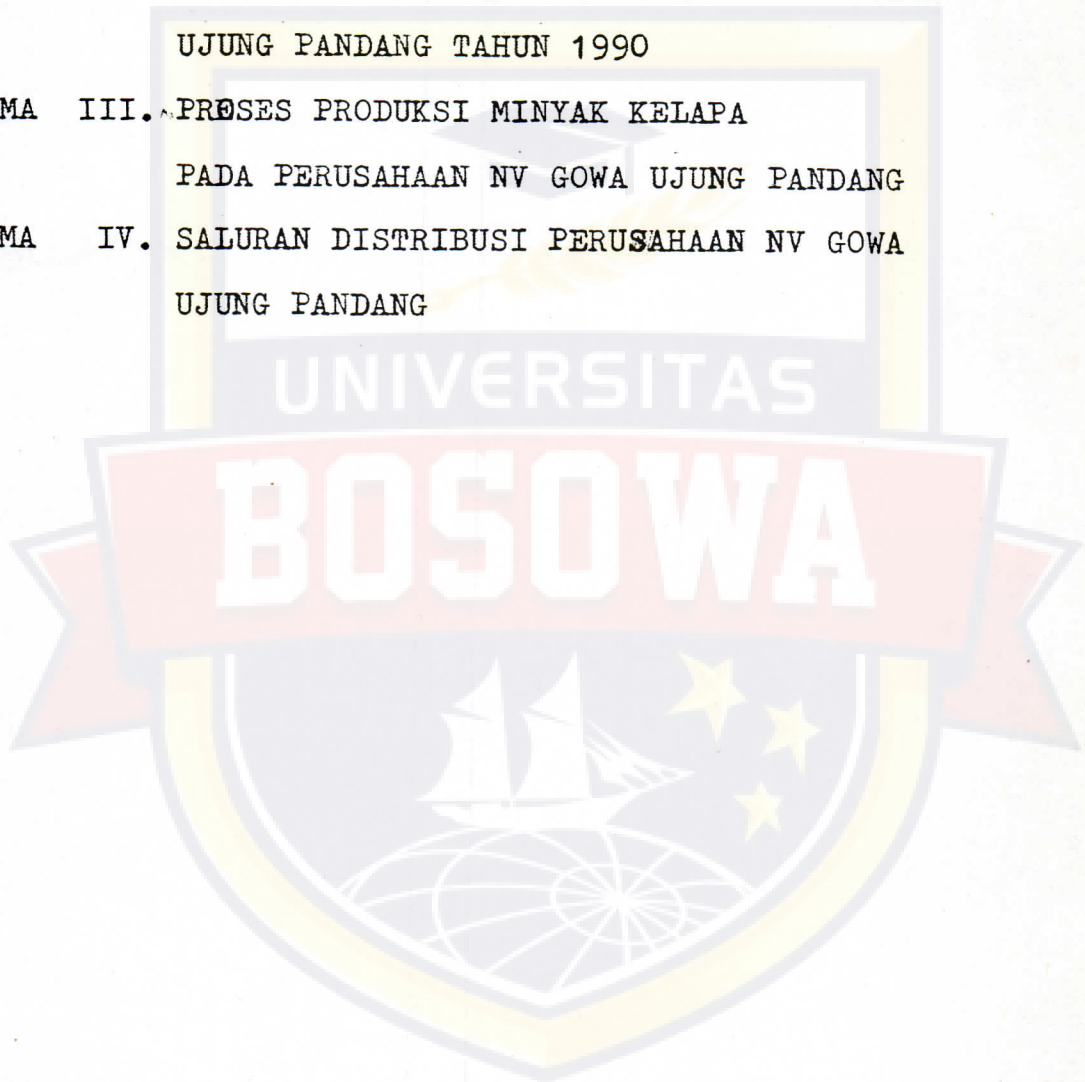 UJUNG PANDANG TAHUN 1990
MA III. PROSES PRODUKSI MINYAK KELAPA
PADA PERUSAHAAN NV GOWA UJUNG PANDANG
MA IV. SALURAN DISTRIBUSI PERUSAHAAN NV GOWA
UJUNG PANDANG
UNIVERSITAS
BOSOWA